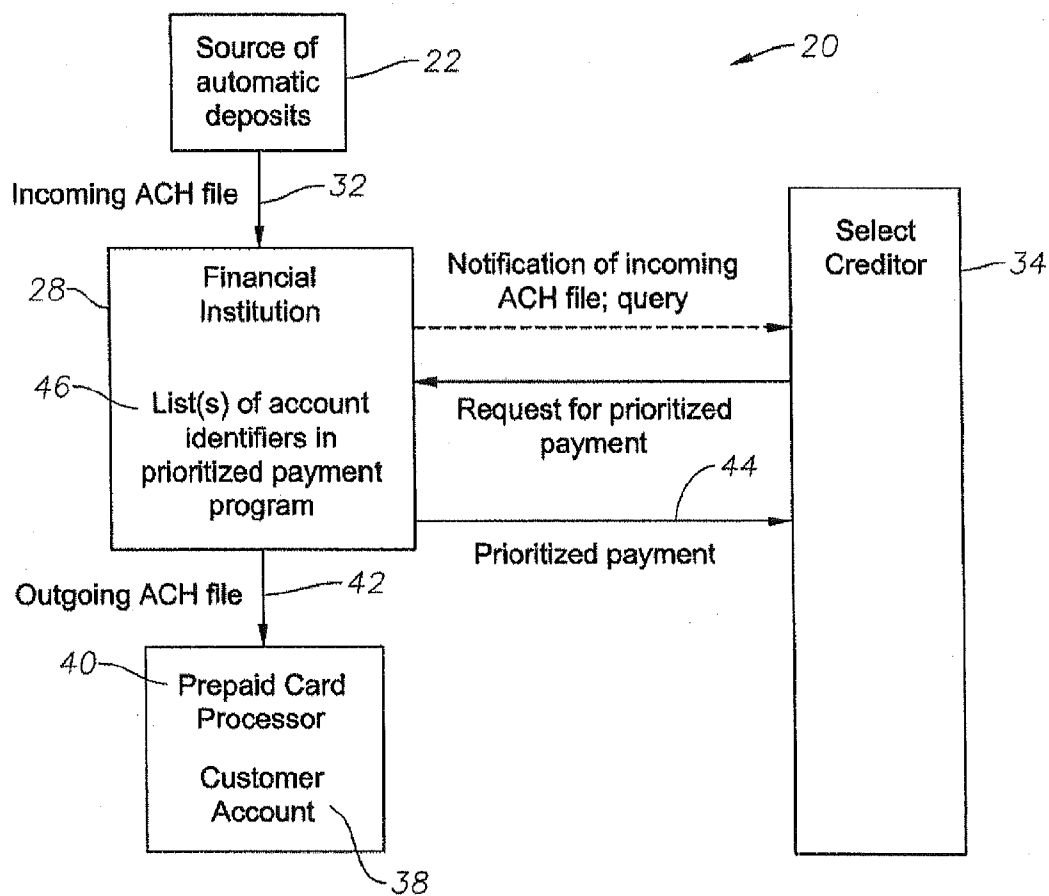 Source of
automatic
deposits
22
20
Incoming ACH file
32
Financial
Institution
28
46
List(s) of account
identifiers in
prioritized payment
program
Notification of incoming
ACH file; query
Request for prioritized
payment
44
Prioritized payment
Select
Creditor
34
Outgoing ACH file
42
40
Prepaid Card
Processor
Customer
Account
38